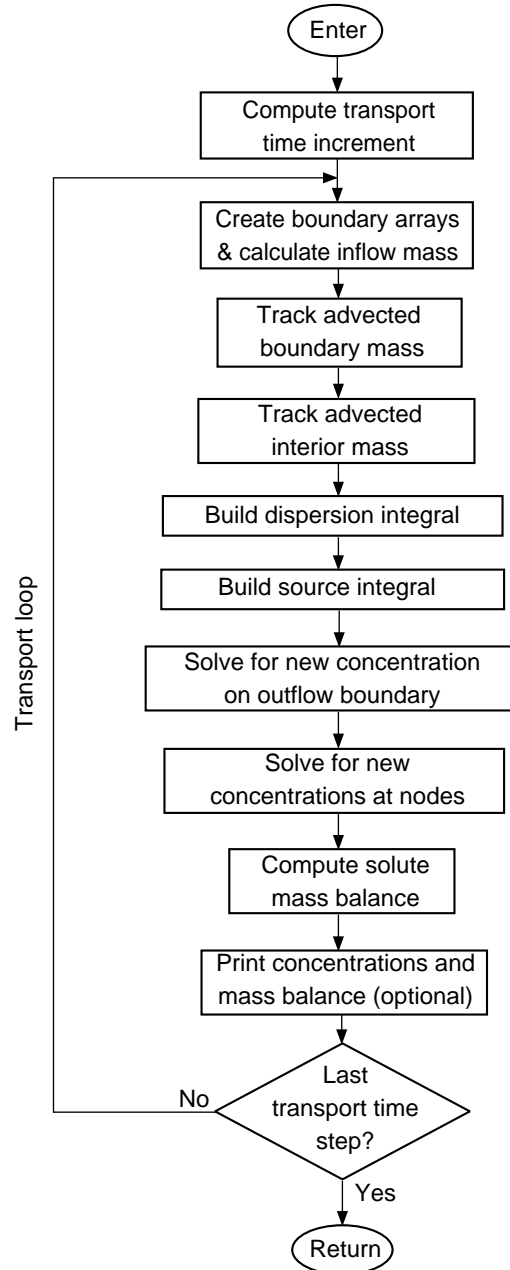 Enter
Compute transport
time increment
Create boundary arrays
& calculate inflow mass
Track advected
boundary mass
Track advected
interior mass
Build dispersion integral
Build source integral
Transport loop
Solve for new concentration
on outflow boundary
Solve for new
concentrations at nodes
Compute solute
mass balance
Print concentrations and
mass balance (optional)
Last
transport time
step?
No
Yes
Return